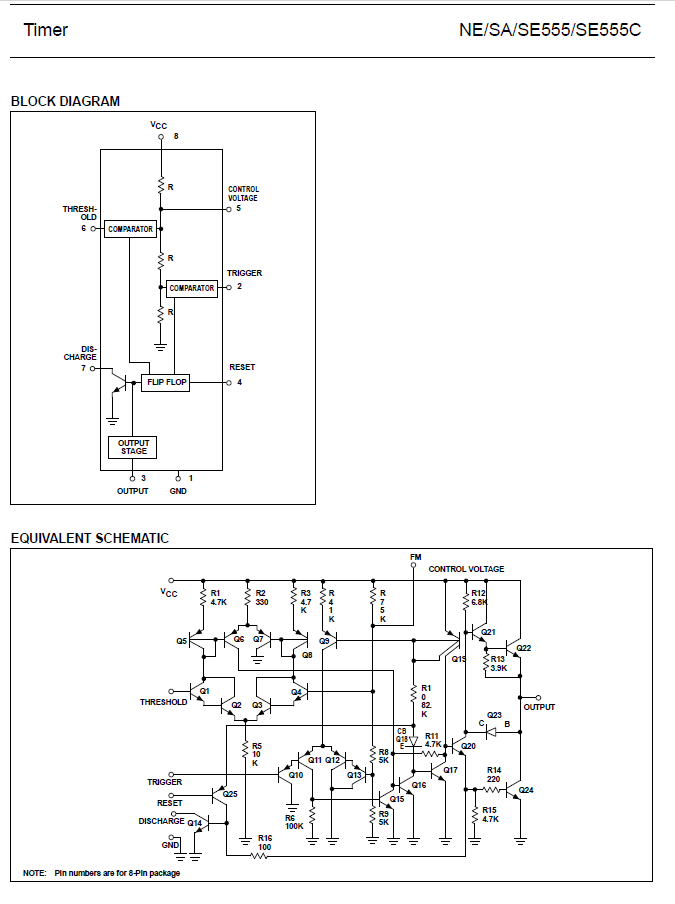 Timer
NE/SA/SE555/SE555C
BLOCK DIAGRAM
VCC
8
R
CONTROL
VOLTAGE
5
THRESH-
OLD
6
COMPARATOR
R
TRIGGER
2
COMPARATOR
R
DIS-
CHARGE
7
RESET
4
FLIP FLOP
OUTPUT
STAGE
3
1
OUTPUT
GND
EQUIVALENT SCHEMATIC
FM
CONTROL VOLTAGE
VCC
R1
4.7K
R2
330
R3
4.7
K
R
4
1
K
R
7
5
K
R12
6.8K
Q5
Q6
Q7
Q8
Q9
Q19
Q21
Q22
R13
3.9K
Q1
Q2
Q3
Q4
THRESHOLD
R1
0
82.
K
OUTPUT
Q23
C
B
R5
10
K
CB
Q18
E
R11
4.7K
Q20
Q11
Q12
R8
5K
Q10
Q13
Q17
TRIGGER
R14
220
Q16
Q24
RESET
Q25
Q15
R9
5K
R15
4.7K
DISCHARGE
Q14
R6
100K
GND
R16
100
NOTE: Pin numbers are for 8-Pin package